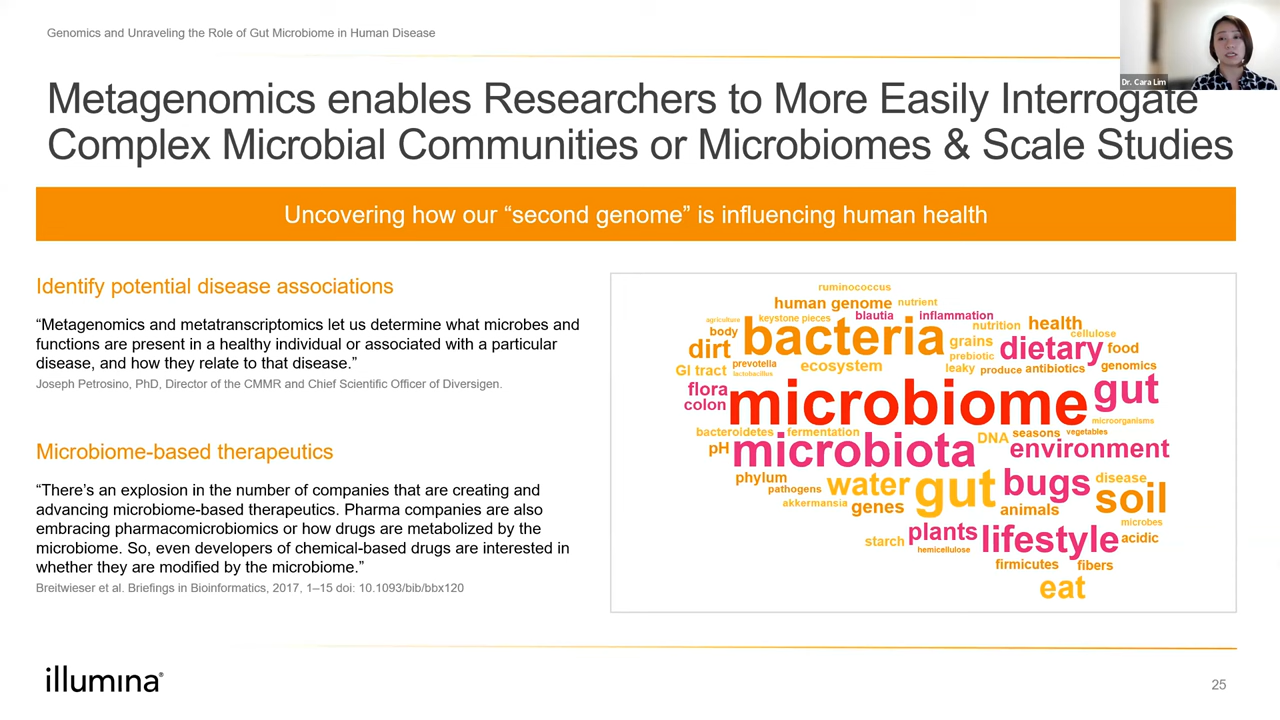 Genomics and Unraveling the Role of Gut Microbiome in Human Disease
Dr. Cara Lim
Metagenomics enables Researchers to More Easily Interrogate
Complex Microbial Communities or Microbiomes & Scale Studies
Uncovering how our “second genome” is influencing human health
Identify potential disease associations
“Metagenomics and metatranscriptomics let us determine what microbes and
functions are present in a healthy individual or associated with a particular
disease, and how they relate to that disease.”
Joseph Petrosino, PhD, Director of the CMMR and Chief Scientific Officer of Diversigen.
Microbiome-based therapeutics
“There’s an explosion in the number of companies that are creating and
advancing microbiome-based therapeutics. Pharma companies are also
embracing pharmacomicrobiomics or how drugs are metabolized by the
microbiome. So, even developers of chemical-based drugs are interested in
whether they are modified by the microbiome.”
Breitwieser et al. Briefings in Bioinformatics, 2017, 1–15 doi: 10.1093/bib/bbx120
ruminococcus
human genome nutrient
agriculture keystone pieces blautia inflammation
body bacteria nutrition health
cellulose
dirt grains dietary food
prebiotic
GI tract prevotella ecosystem leaky produce antibiotics genomics
lactobacillus
flora microbiome gut
colon
microorganisms
bacteroidetes fermentation DNA seasons vegetables
pH microbiota environment
phylum water gut bugs disease
pathogens soil
akkermansia genes animals
microbes
starch plants lifestyle acidic
hemicellulose
firmicutes fibers
eat
illumina®
25